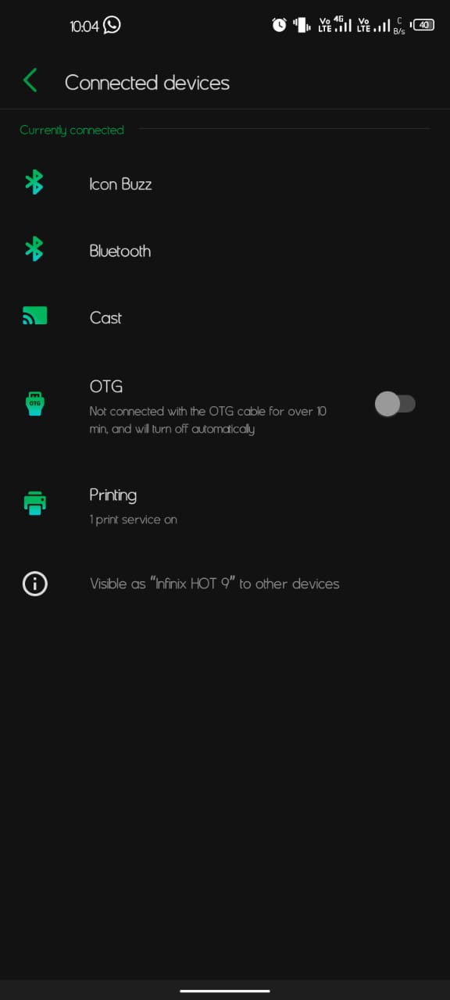 10:04
Vo 4G
LTE
Vo
LTE
C
B/s
40
Connected devices
Currently connected
Icon Buzz
Bluetooth
Cast
OTG
OTG
Not connected with the OTG cable for over 10
min, and will turn off automatically
Printing
1 print service on
Visible as “Infinix HOT 9” to other devices